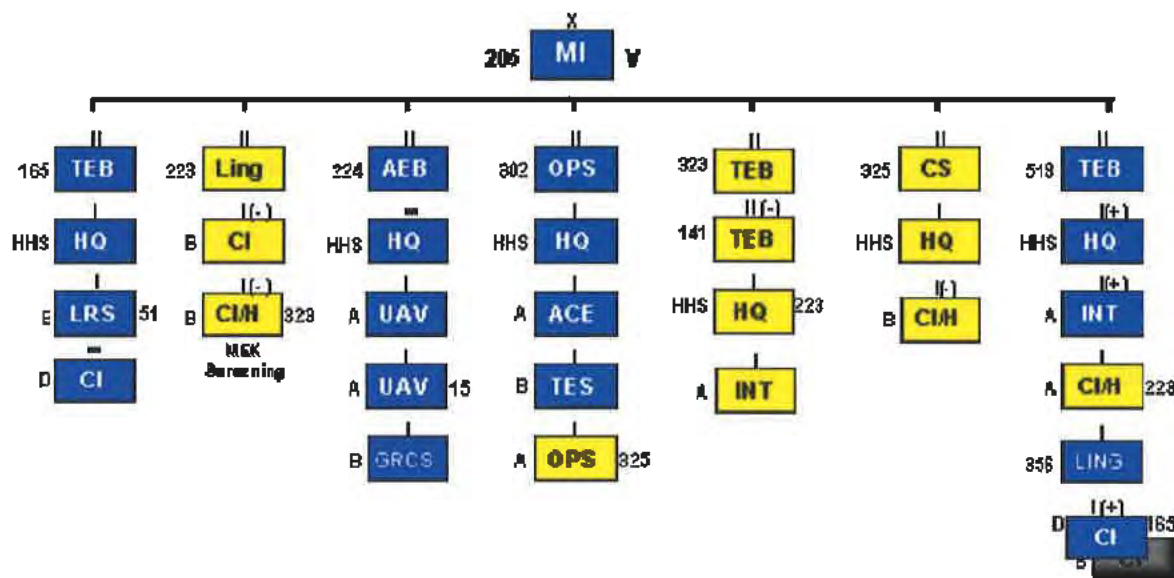 X
205 MI V
II
165 TEB
I
HHS HQ
I
E LRS 51
D CI
II
223 Ling
I(-)
B CI
I(-)
B CI/H 323
MEK
Screening
II
224 AEB
HHS HQ
I
A UAV
I
A UAV 15
I
B GRCS
II
302 OPS
I
HHS HQ
I
A ACE
I
B TES
I
A OPS 325
II
323 TEB
II(-)
141 TEB
I
HHS HQ 223
I
A INT
II
325 CS
I
HHS HQ
I(-)
B CI/H
II
519 TEB
I(+)
HHS HQ
I(+)
A INT
I
A CI/H 223
I
356 LING
I(+)
D CI 165
B